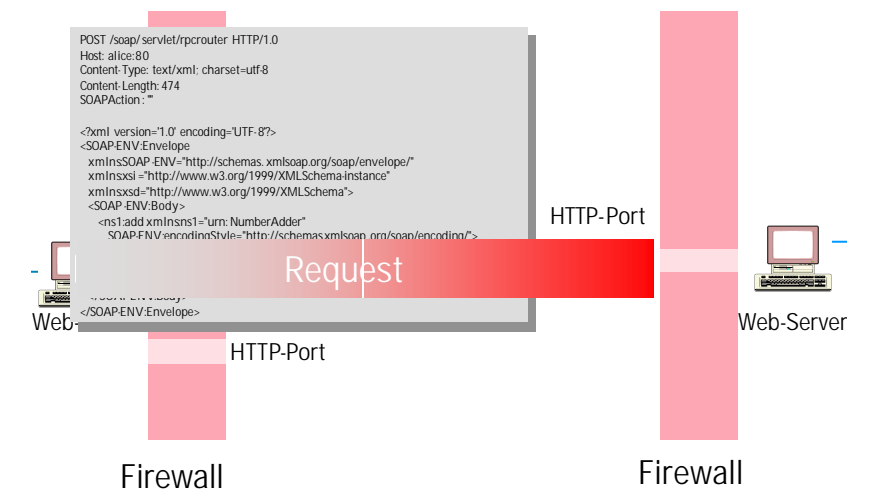 POST /soap/servlet/rpcrouter HTTP/1.0
Host: alice:80
Content-Type: text/xml; charset=utf-8
Content-Length: 474
SOAPAction : ""
<?xml version='1.0' encoding='UTF-8'?>
<SOAP-ENV:Envelope
xmlns:SOAP-ENV="http://schemas.xmlsoap.org/soap/envelope/"
xmlns:xsi ="http://www.w3.org/1999/XMLSchema-instance"
xmlns:xsd="http://www.w3.org/1999/XMLSchema">
<SOAP-ENV:Body>
<ns1:add xmlns:ns1="urn:NumberAdder"
SOAP-ENV:encodingStyle="http://schemas.xmlsoap.org/soap/encoding/">
HTTP-Port
Request
</SOAP-ENV:Body>
</SOAP-ENV:Envelope>
Web-
Web-Server
HTTP-Port
Firewall
Firewall